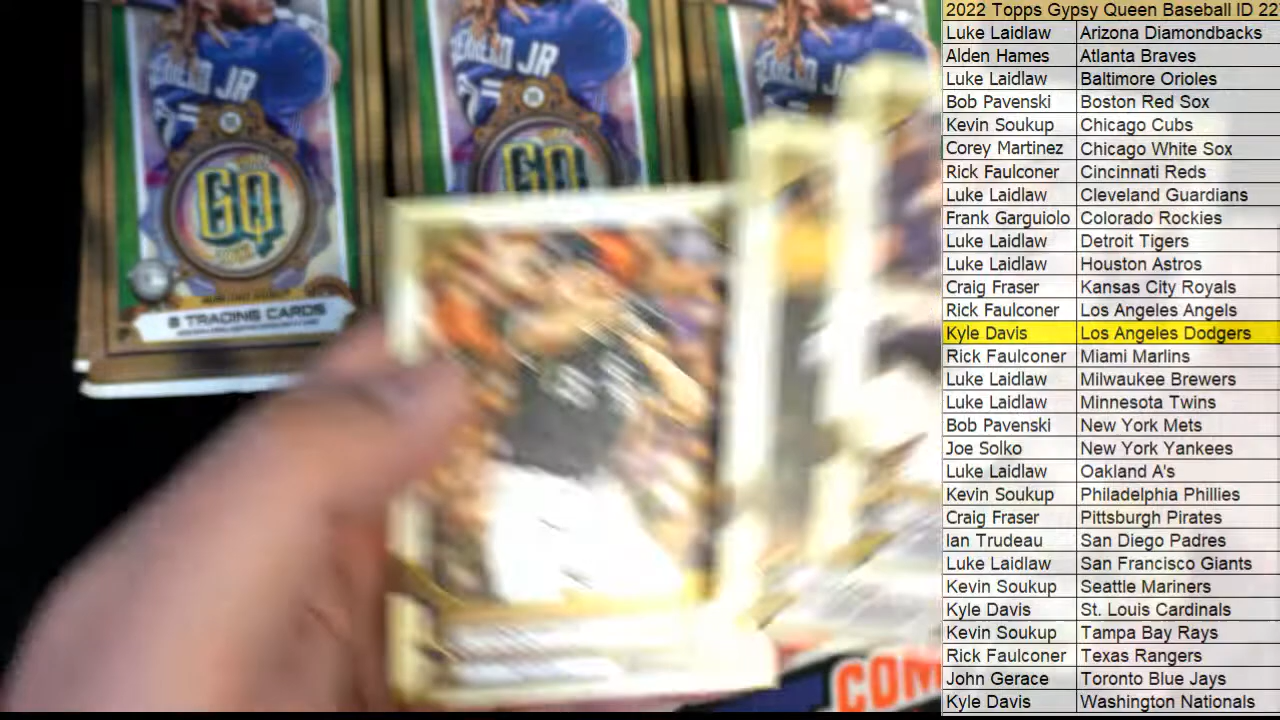 2022 Topps Gypsy Queen Baseball ID 22
Luke Laidlaw Arizona Diamondbacks
Alden Hames Atlanta Braves
Luke Laidlaw Baltimore Orioles
Bob Pavenski Boston Red Sox
Kevin Soukup Chicago Cubs
Corey Martinez Chicago White Sox
Rick Faulconer Cincinnati Reds
Luke Laidlaw Cleveland Guardians
Frank Garguiolo Colorado Rockies
Luke Laidlaw Detroit Tigers
Luke Laidlaw Houston Astros
Craig Fraser Kansas City Royals
Rick Faulconer Los Angeles Angels
Kyle Davis Los Angeles Dodgers
Rick Faulconer Miami Marlins
Luke Laidlaw Milwaukee Brewers
Luke Laidlaw Minnesota Twins
Bob Pavenski New York Mets
Joe Solko New York Yankees
Luke Laidlaw Oakland A's
Kevin Soukup Philadelphia Phillies
Craig Fraser Pittsburgh Pirates
Ian Trudeau San Diego Padres
Luke Laidlaw San Francisco Giants
Kevin Soukup Seattle Mariners
Kyle Davis St. Louis Cardinals
Kevin Soukup Tampa Bay Rays
Rick Faulconer Texas Rangers
John Gerace Toronto Blue Jays
Kyle Davis Washington Nationals
JR
JR
JR
GQ
GQ
8 TRADING CARDS
COM